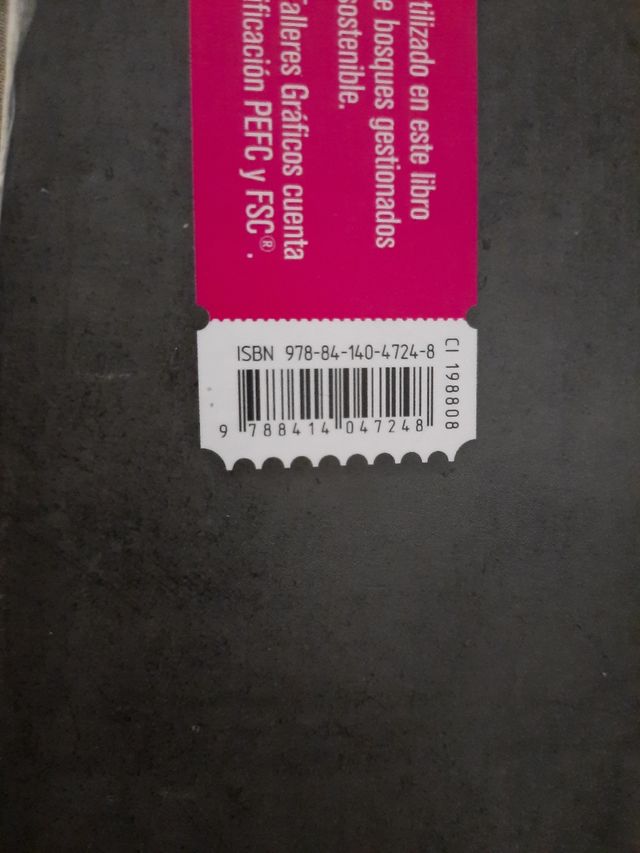 tilizado en este libro
e bosques gestionados
sostenible.
Talleres Gráficos cuenta
ificación PEFC y FSC®.
ISBN 978-84-140-4724-8
9 788414 047248
CI 198808